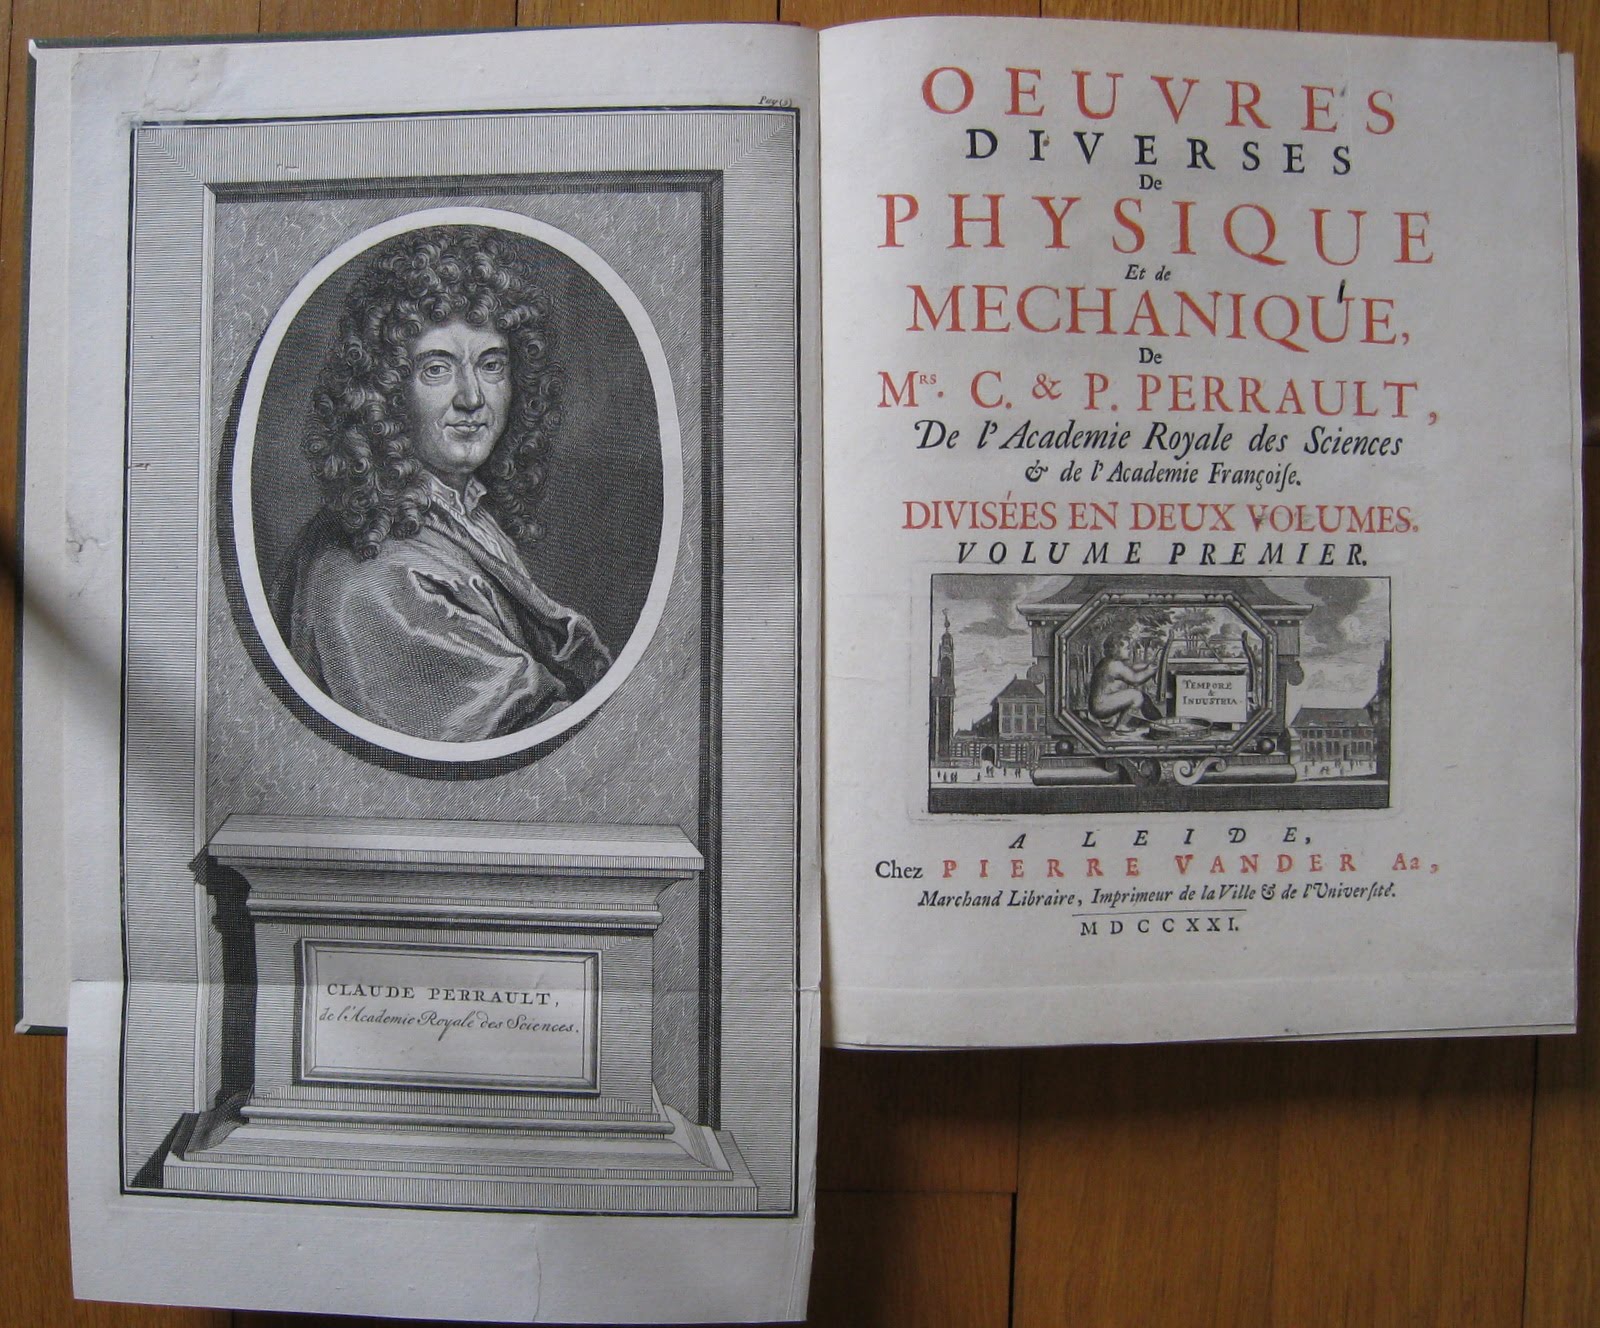 Pag (3)
CLAUDE PERRAULT,
de l'Academie Royale des Sciences.
OEUVRES
DIVERSES
De
PHYSIQUE
Et de
MECHANIQUE,
De
Mrs. C. & P. PERRAULT,
De l'Academie Royale des Sciences
& de l'Academie Françoiſe.
DIVISÉES EN DEUX VOLUMES.
VOLUME PREMIER.
TEMPORE
&
INDUSTRIA.
A LEIDE,
Chez PIERRE VANDER Aa,
Marchand Libraire, Imprimeur de la Ville & de l'Univerſité.
MDCCXXI.